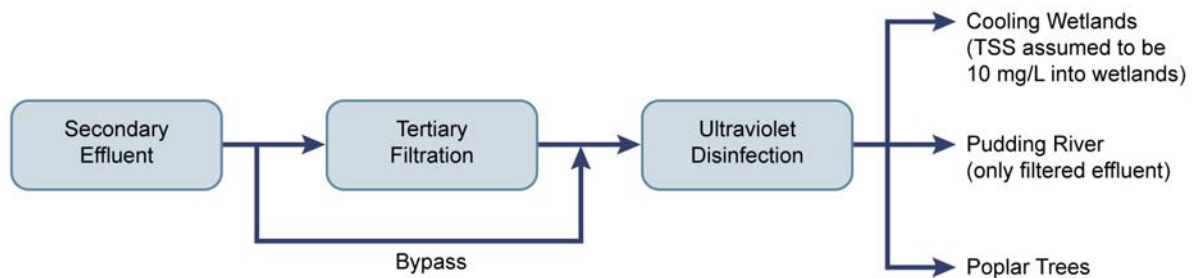 Secondary
Effluent
Tertiary
Filtration
Bypass
Ultraviolet
Disinfection
Cooling Wetlands
(TSS assumed to be
10 mg/L into wetlands)
Pudding River
(only filtered effluent)
Poplar Trees